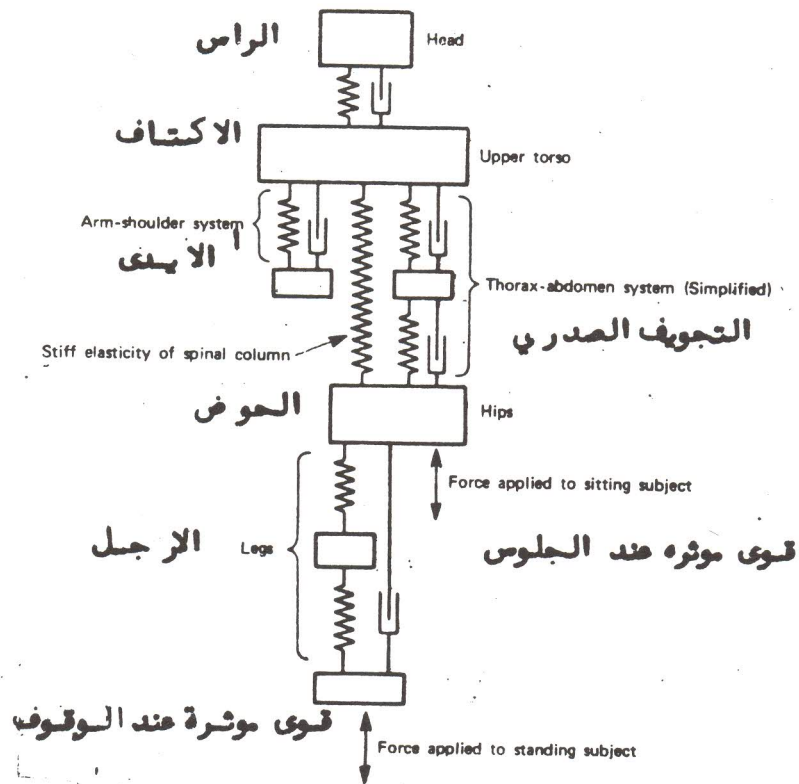 الراس
Head
الاكتاف
Upper torso
Arm-shoulder system
الايدى
Thorax-abdomen system (Simplified)
التجويف الصدري
Stiff elasticity of spinal column
الحوض
Hips
Force applied to sitting subject
الارجل
Legs
قوى موثره عند الجلوس
قوى موثرة عند الوقوف
Force applied to standing subject